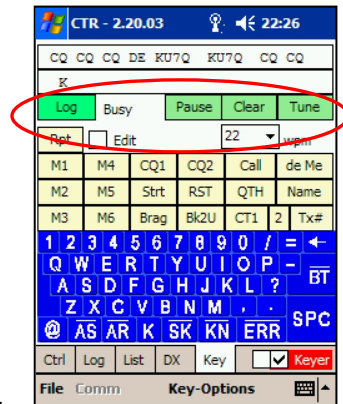 CTR - 2.20.03 22:26
CQ CQ CQ DE KU7Q KU7Q CQ CQ
K
Log Busy Pause Clear Tune
Rpt Edit 22 wpm
M1 M4 CQ1 CQ2 Call de Me
M2 M5 Strt RST QTH Name
M3 M6 Brag Bk2U CT1 2 Tx#
1 2 3 4 5 6 7 8 9 0 / = ←
Q W E R T Y U I O P - BT
A S D F G H J K L ?
Z X C V B N M , . SPC
@ AS AR K SK KN ERR
Ctrl Log List DX Key Keyer
File Comm Key-Options